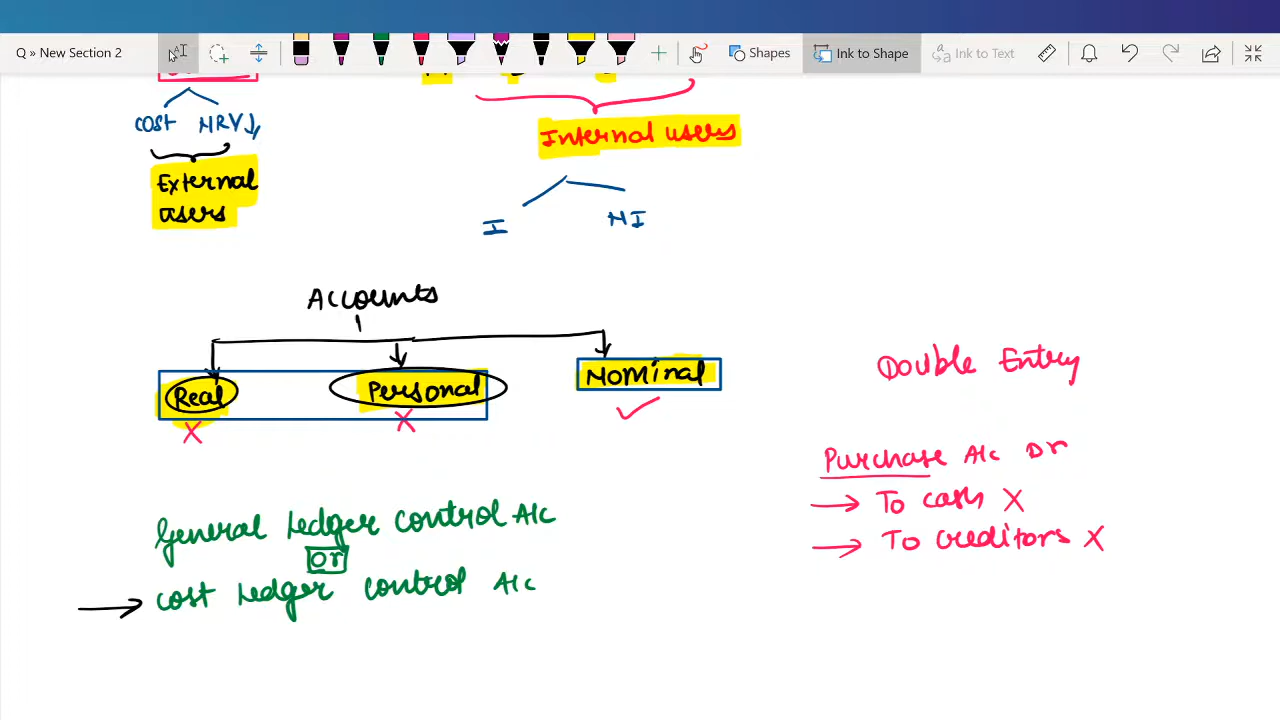 Q » New Section 2
Shapes
Ink to Shape
Ink to Text
COST NRV↓
External
users
Internal users
I NI
Accounts
Real Personal Nominal
X X ✓
Double Entry
Purchase A/c Dr
→ To cash X
→ To creditors X
General Ledger control A/c
or
→ cost Ledger control A/c